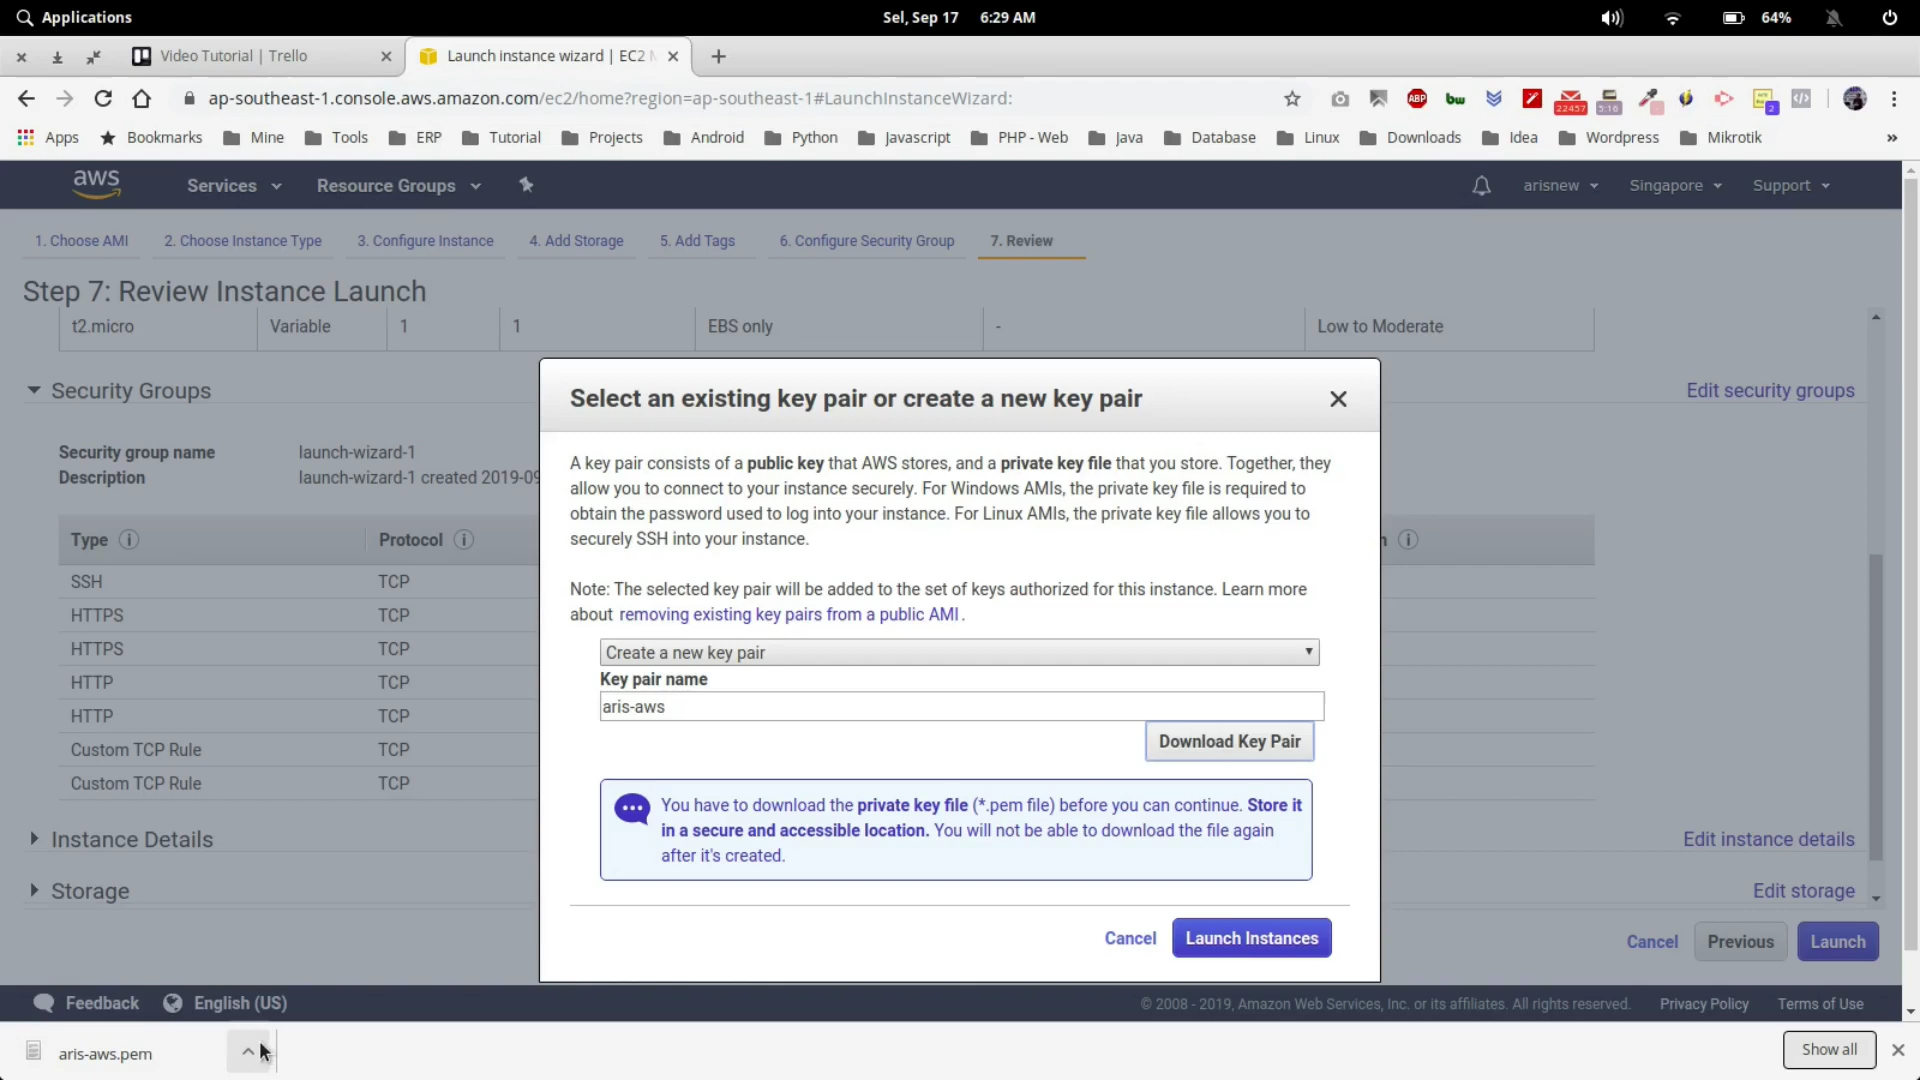 Applications
Sel, Sep 17 6:29 AM
64%
Video Tutorial | Trello
Launch instance wizard | EC2
ap-southeast-1.console.aws.amazon.com/ec2/home?region=ap-southeast-1#LaunchInstanceWizard:
ABP
bw
22457
5:16
2
Apps
Bookmarks
Mine
Tools
ERP
Tutorial
Projects
Android
Python
Javascript
PHP - Web
Java
Database
Linux
Downloads
Idea
Wordpress
Mikrotik
»
aws
Services
Resource Groups
arisnew
Singapore
Support
1. Choose AMI
2. Choose Instance Type
3. Configure Instance
4. Add Storage
5. Add Tags
6. Configure Security Group
7. Review
Step 7: Review Instance Launch
t2.micro Variable 1 1 EBS only - Low to Moderate
Security Groups
Edit security groups
Security group name launch-wizard-1
Description launch-wizard-1 created 2019-09
Type Protocol
SSH TCP
HTTPS TCP
HTTPS TCP
HTTP TCP
HTTP TCP
Custom TCP Rule TCP
Custom TCP Rule TCP
Instance Details
Edit instance details
Storage
Edit storage
Cancel
Previous
Launch
Select an existing key pair or create a new key pair
A key pair consists of a public key that AWS stores, and a private key file that you store. Together, they
allow you to connect to your instance securely. For Windows AMIs, the private key file is required to
obtain the password used to log into your instance. For Linux AMIs, the private key file allows you to
securely SSH into your instance.
Note: The selected key pair will be added to the set of keys authorized for this instance. Learn more
about removing existing key pairs from a public AMI.
Create a new key pair
Key pair name
aris-aws
Download Key Pair
You have to download the private key file (*.pem file) before you can continue. Store it
in a secure and accessible location. You will not be able to download the file again
after it's created.
Cancel
Launch Instances
Feedback
English (US)
© 2008 - 2019, Amazon Web Services, Inc. or its affiliates. All rights reserved.
Privacy Policy
Terms of Use
aris-aws.pem
Show all